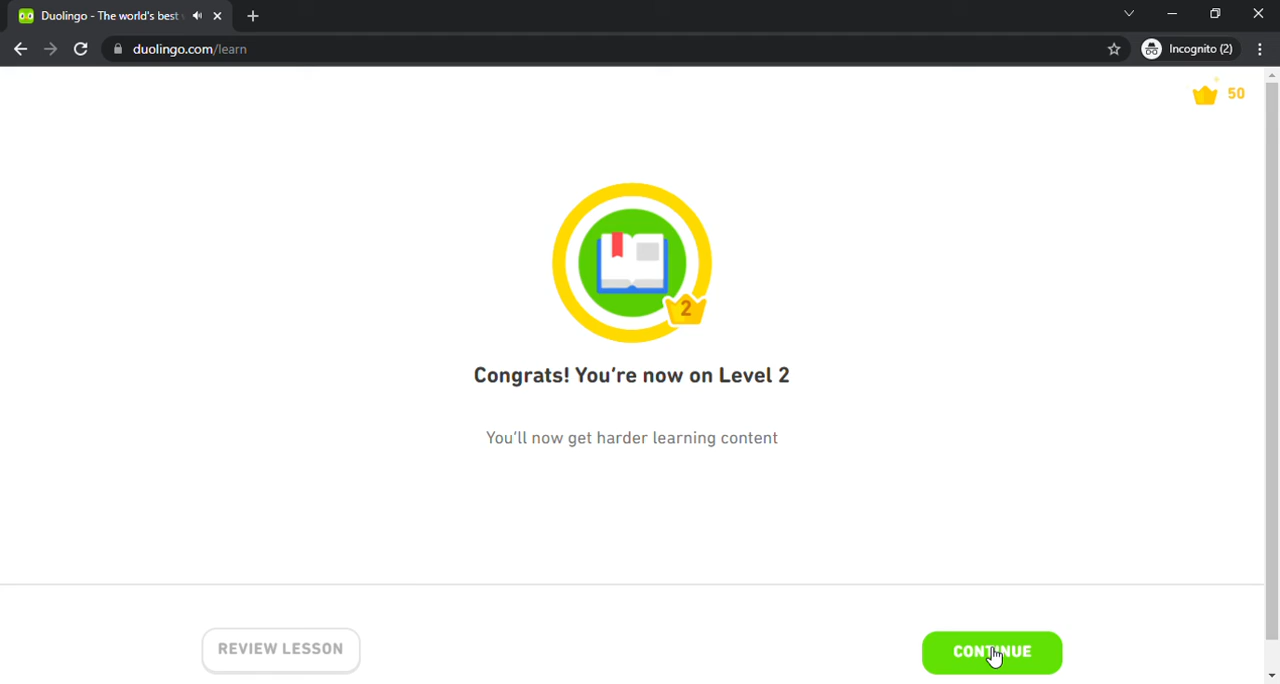 Duolingo - The world's best
duolingo.com/learn
Incognito (2)
50
2
Congrats! You're now on Level 2
You'll now get harder learning content
REVIEW LESSON
CONTINUE